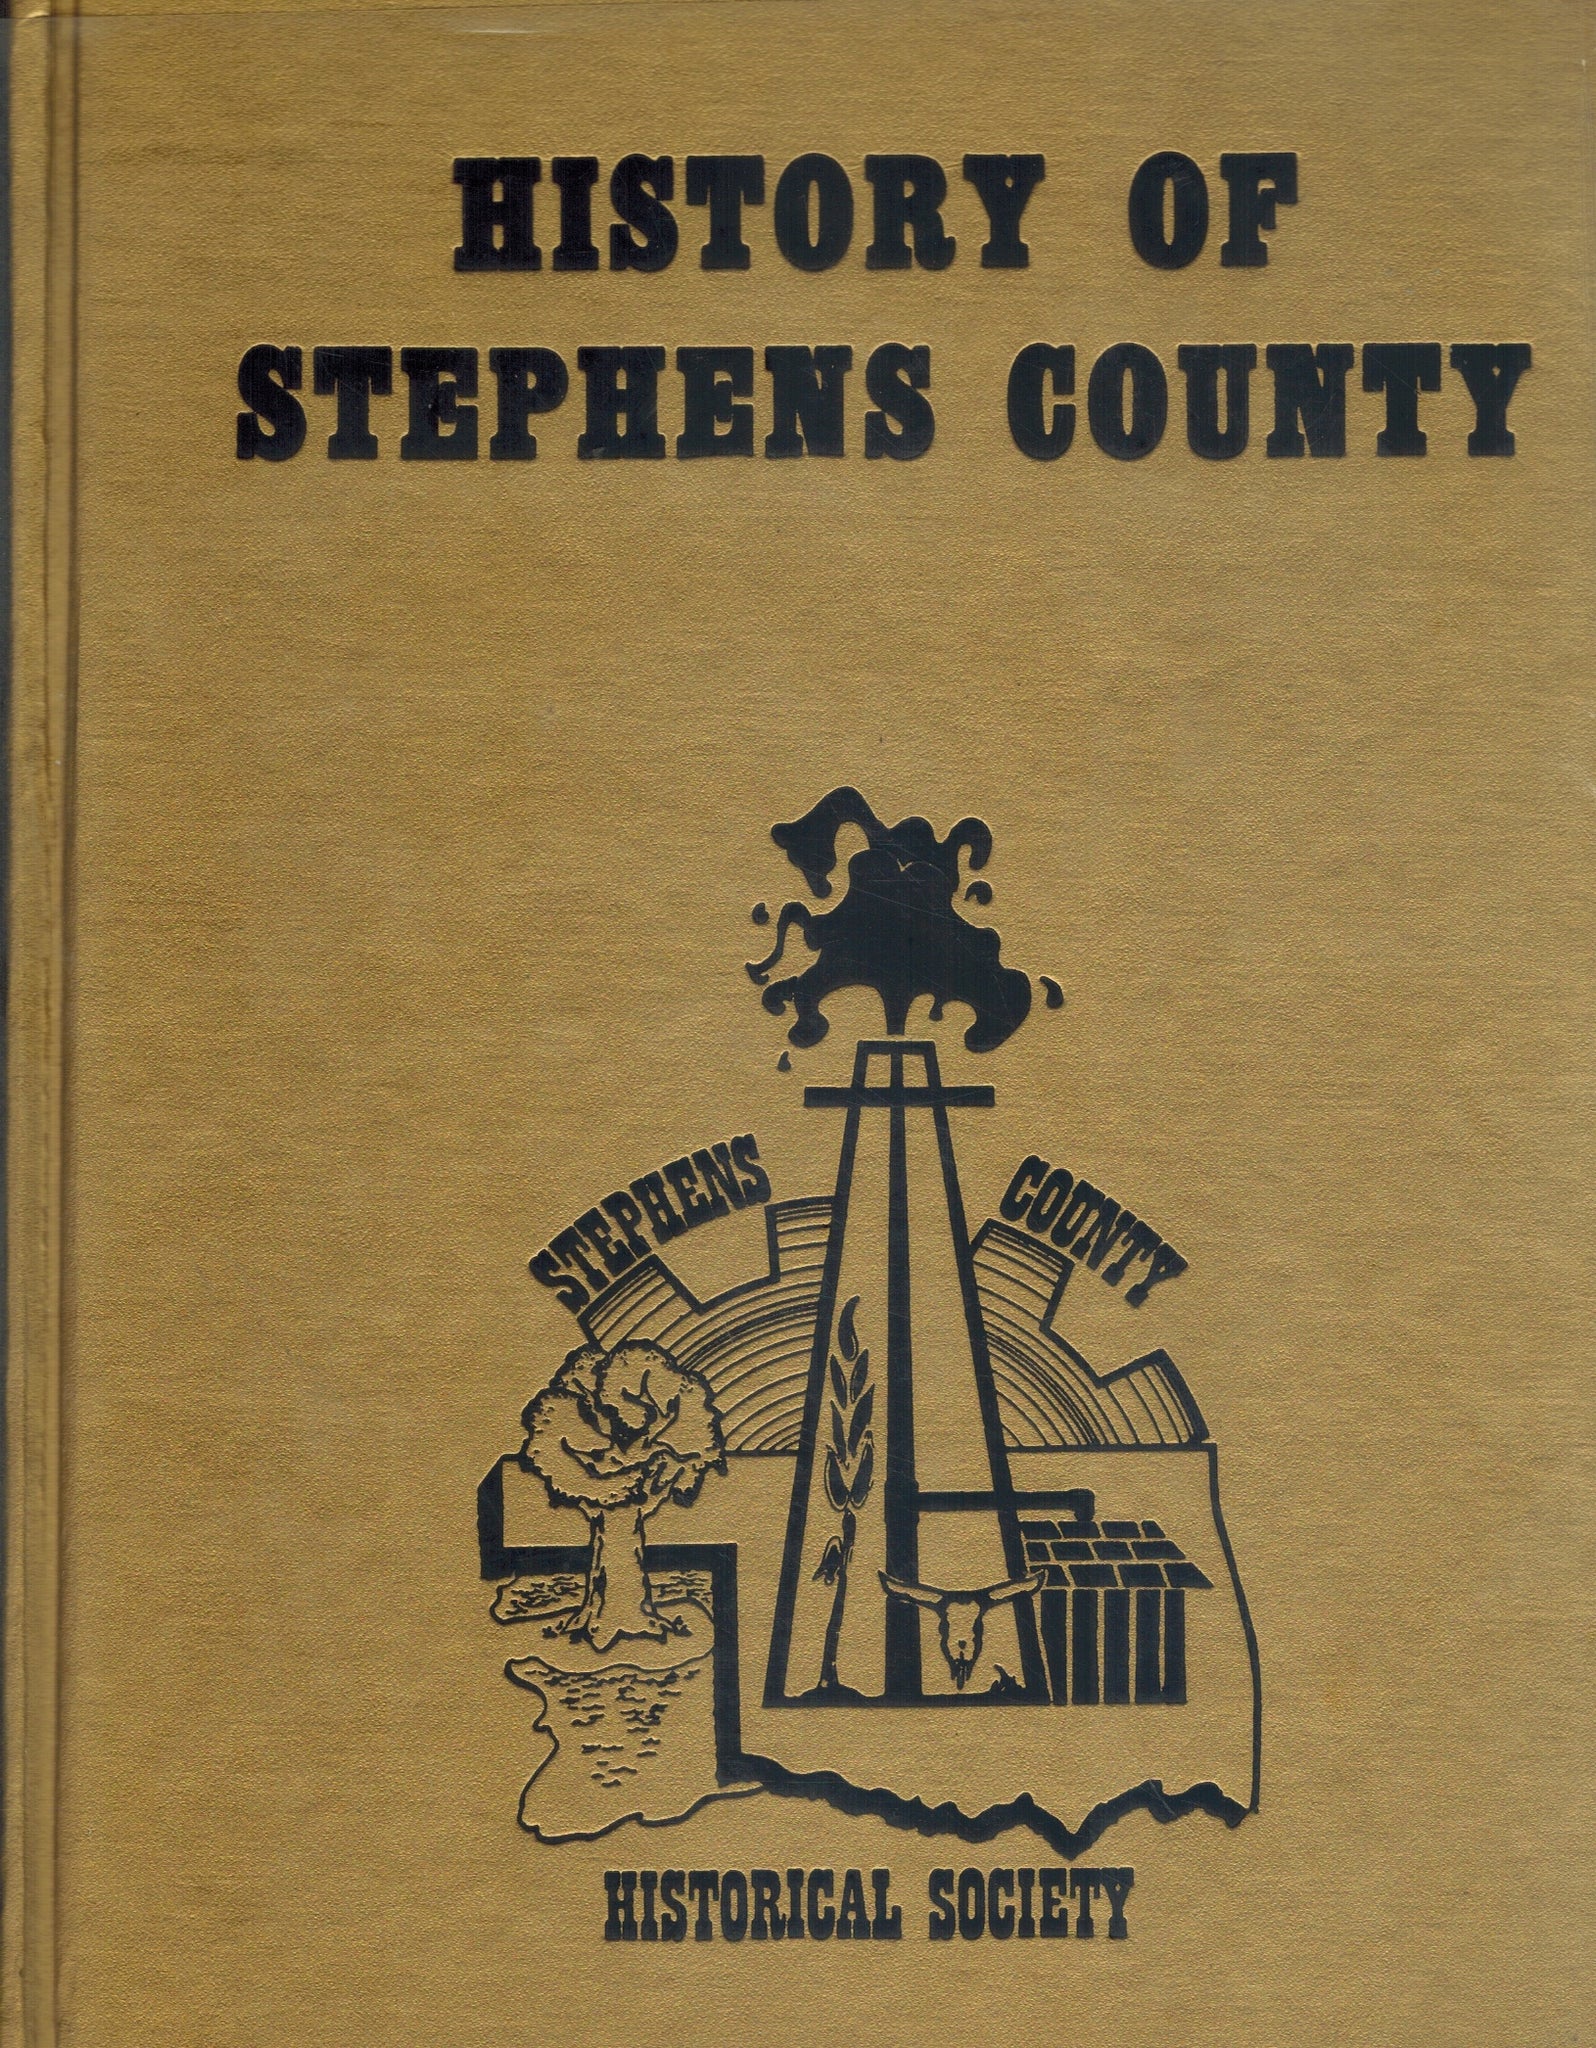 HISTORY OF
STEPHENS COUNTY
STEPHENS COUNTY
HISTORICAL SOCIETY